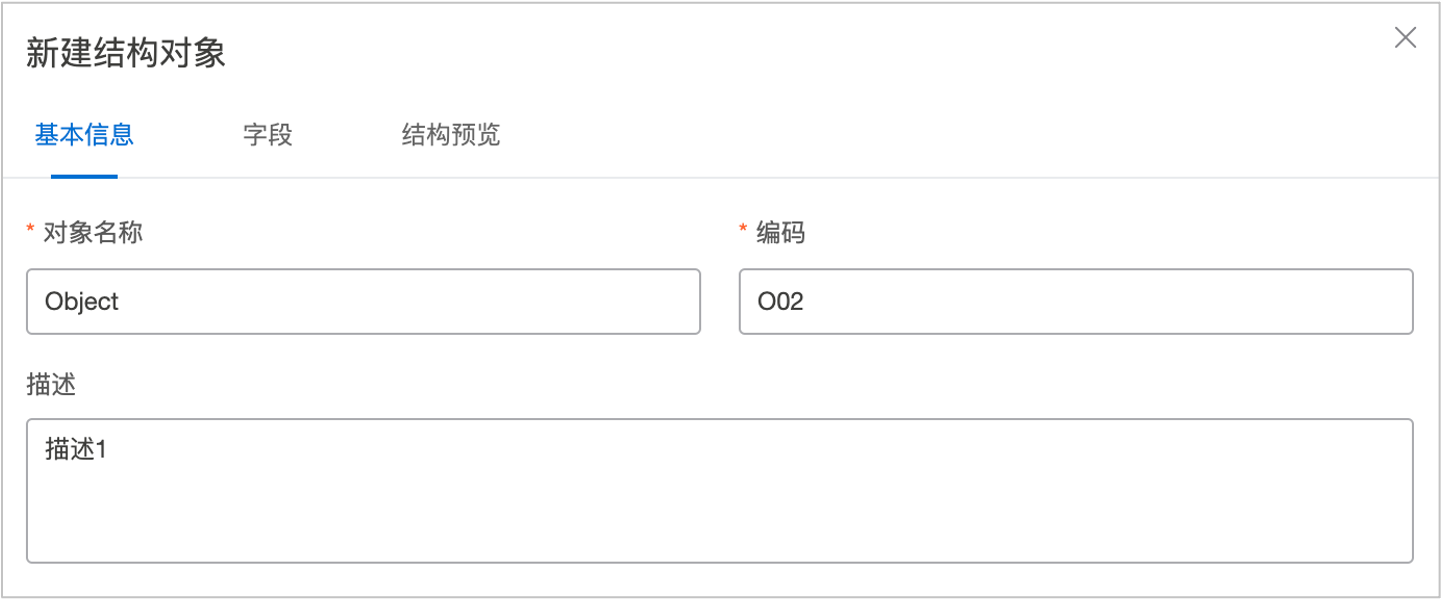 新建结构对象
基本信息 字段 结构预览
* 对象名称 * 编码
Object O02
描述
描述1